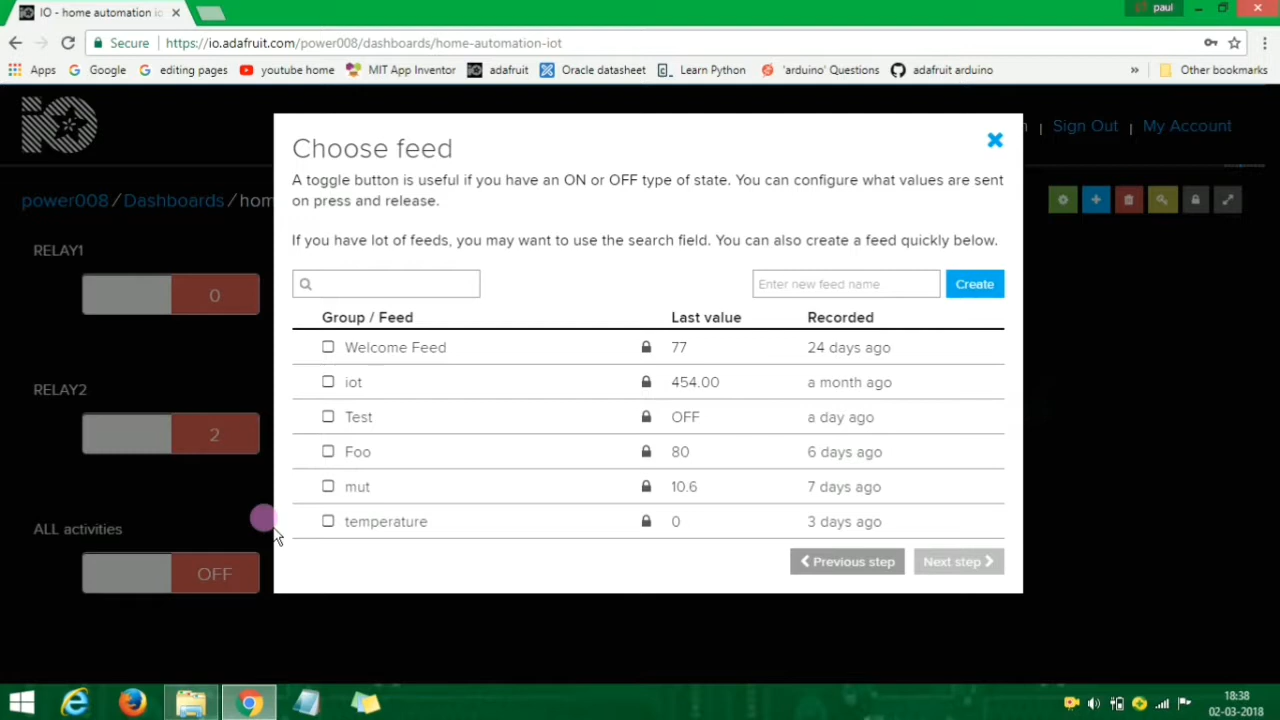 IO - home automation io
paul
Secure
https://io.adafruit.com/power008/dashboards/home-automation-iot
Apps
Google
editing pages
youtube home
MIT App Inventor
adafruit
Oracle datasheet
Learn Python
'arduino' Questions
adafruit arduino
»
Other bookmarks
Sign Out
|
My Account
power008 / Dashboards / hom
Choose feed
A toggle button is useful if you have an ON or OFF type of state. You can configure what values are sent
on press and release.
If you have lot of feeds, you may want to use the search field. You can also create a feed quickly below.
Enter new feed name
Create
Group / Feed Last value Recorded
Welcome Feed 77 24 days ago
iot 454.00 a month ago
Test OFF a day ago
Foo 80 6 days ago
mut 10.6 7 days ago
temperature 0 3 days ago
Previous step
Next step
RELAY1
0
RELAY2
2
ALL activities
OFF
18:38
02-03-2018